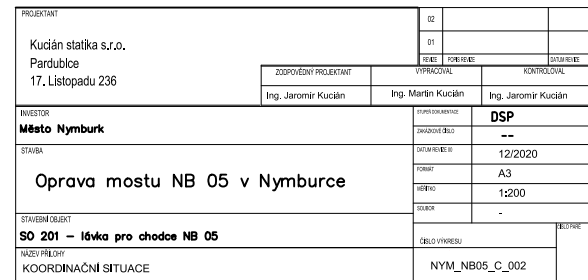 PROJEKTANT
Kucián statika s.r.o.
Pardubice
17. Listopadu 236
02
01
REVIZE POPIS REVIZE DATUM REVIZE
ZODPOVĚDNÝ PROJEKTANT VYPRACOVAL KONTROLOVAL
Ing. Jaromír Kucián Ing. Martin Kucián Ing. Jaromír Kucián
INVESTOR
Město Nymburk
STUPEŇ DOKUMENTACE DSP
ZAKÁZKOVÉ ČÍSLO --
STAVBA
Oprava mostu NB 05 v Nymburce
DATUM REVIZE 00 12/2020
FORMÁT A3
MĚŘÍTKO 1:200
SOUBOR -
STAVEBNÍ OBJEKT
SO 201 – lávka pro chodce NB 05
ČÍSLO VÝKRESU
ČÍSLO PARE
NÁZEV PŘÍLOHY
KOORDINAČNÍ SITUACE
NYM_NB05_C_002